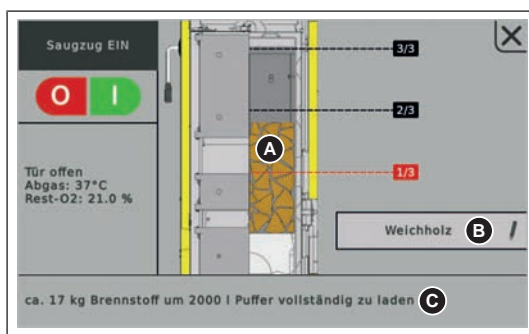 Saugzug EIN
O I
Tür offen
Abgas: 37°C
Rest-O2: 21.0 %
3/3
2/3
A
1/3
Weichholz B
ca. 17 kg Brennstoff um 2000 l Puffer vollständig zu laden C